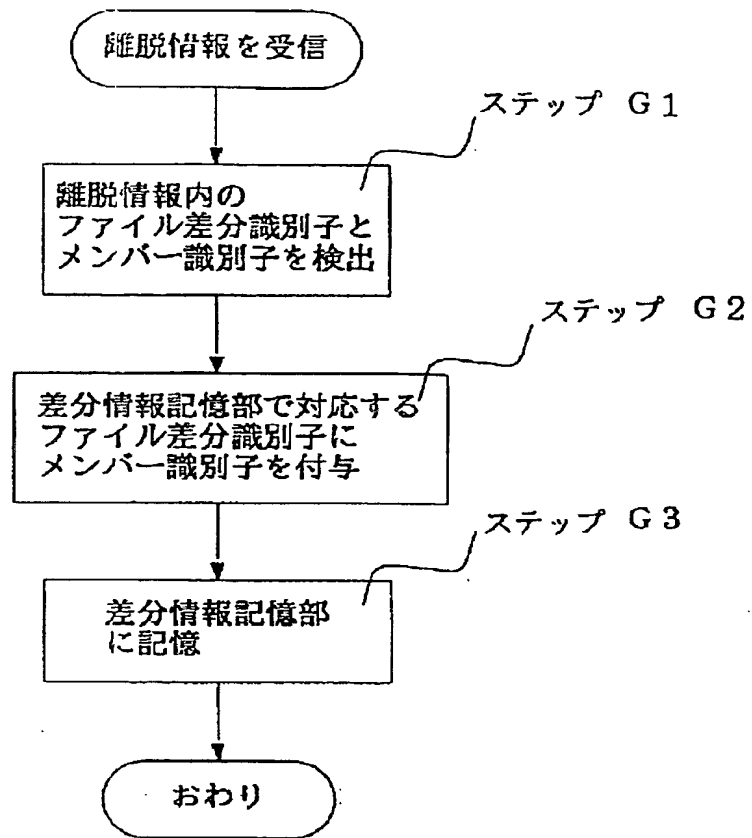 離脱情報を受信
ステップ G1
離脱情報内の
ファイル差分識別子と
メンバー識別子を検出
ステップ G2
差分情報記憶部で対応する
ファイル差分識別子に
メンバー識別子を付与
ステップ G3
差分情報記憶部
に記憶
おわり